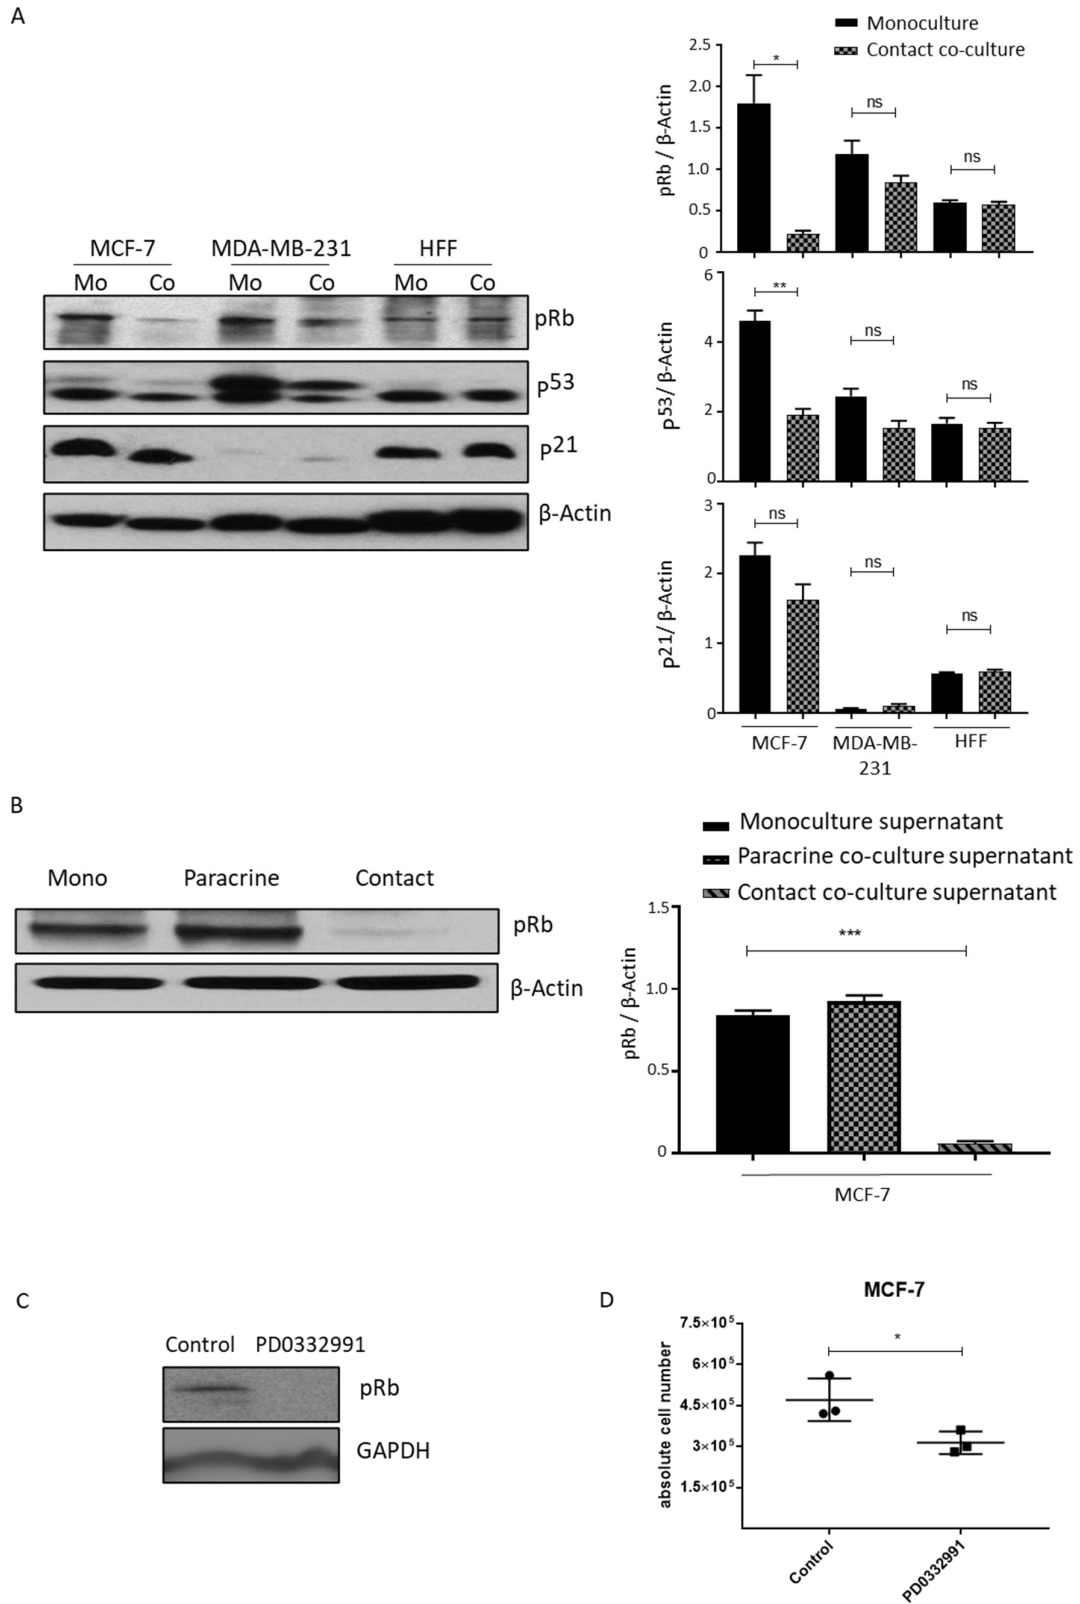 A
MCF-7 MDA-MB-231 HFF
Mo Co Mo Co Mo Co
pRb
P53
P21
β-Actin
Monoculture
Contact co-culture
pRb / β-Actin
2.5
2.0
1.5
1.0
0.5
0
* ns ns
P53/ β-Actin
6
4
2
0
** ns ns
P21/ β-Actin
3
2
1
0
ns ns ns
MCF-7 MDA-MB-231 HFF
B
Mono Paracrine Contact
pRb
β-Actin
Monoculture supernatant
Paracrine co-culture supernatant
Contact co-culture supernatant
pRb / β-Actin
1.5
1.0
0.5
0
***
MCF-7
C
Control PD0332991
pRb
GAPDH
D
MCF-7
absolute cell number
7.5×10⁵
6×10⁵
4.5×10⁵
3×10⁵
1.5×10⁵
*
Control PD0332991